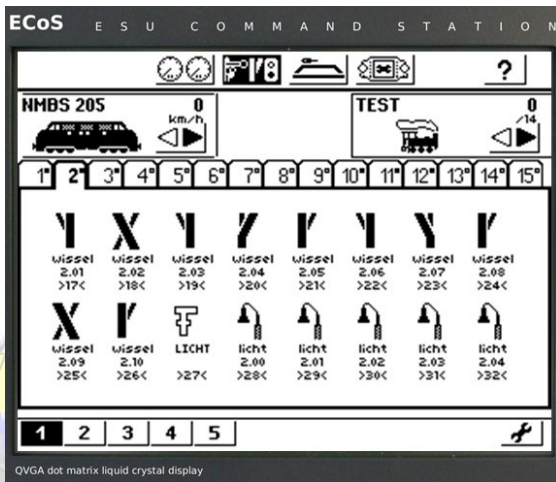 ECoS ESU COMMAND STATION
?
NMBS 205 0
km/h
TEST 0
/14
1 2 3 4 5 6 7 8 9 10 11 12 13 14 15
wissel wissel wissel wissel wissel wissel wissel wissel
2.01 2.02 2.03 2.04 2.05 2.06 2.07 2.08
>17< >18< >19< >20< >21< >22< >23< >24<
wissel wissel LICHT licht licht licht licht licht
2.09 2.10 2.00 2.01 2.02 2.03 2.04
>25< >26< >27< >28< >29< >30< >31< >32<
1 2 3 4 5
QVGA dot matrix liquid crystal display